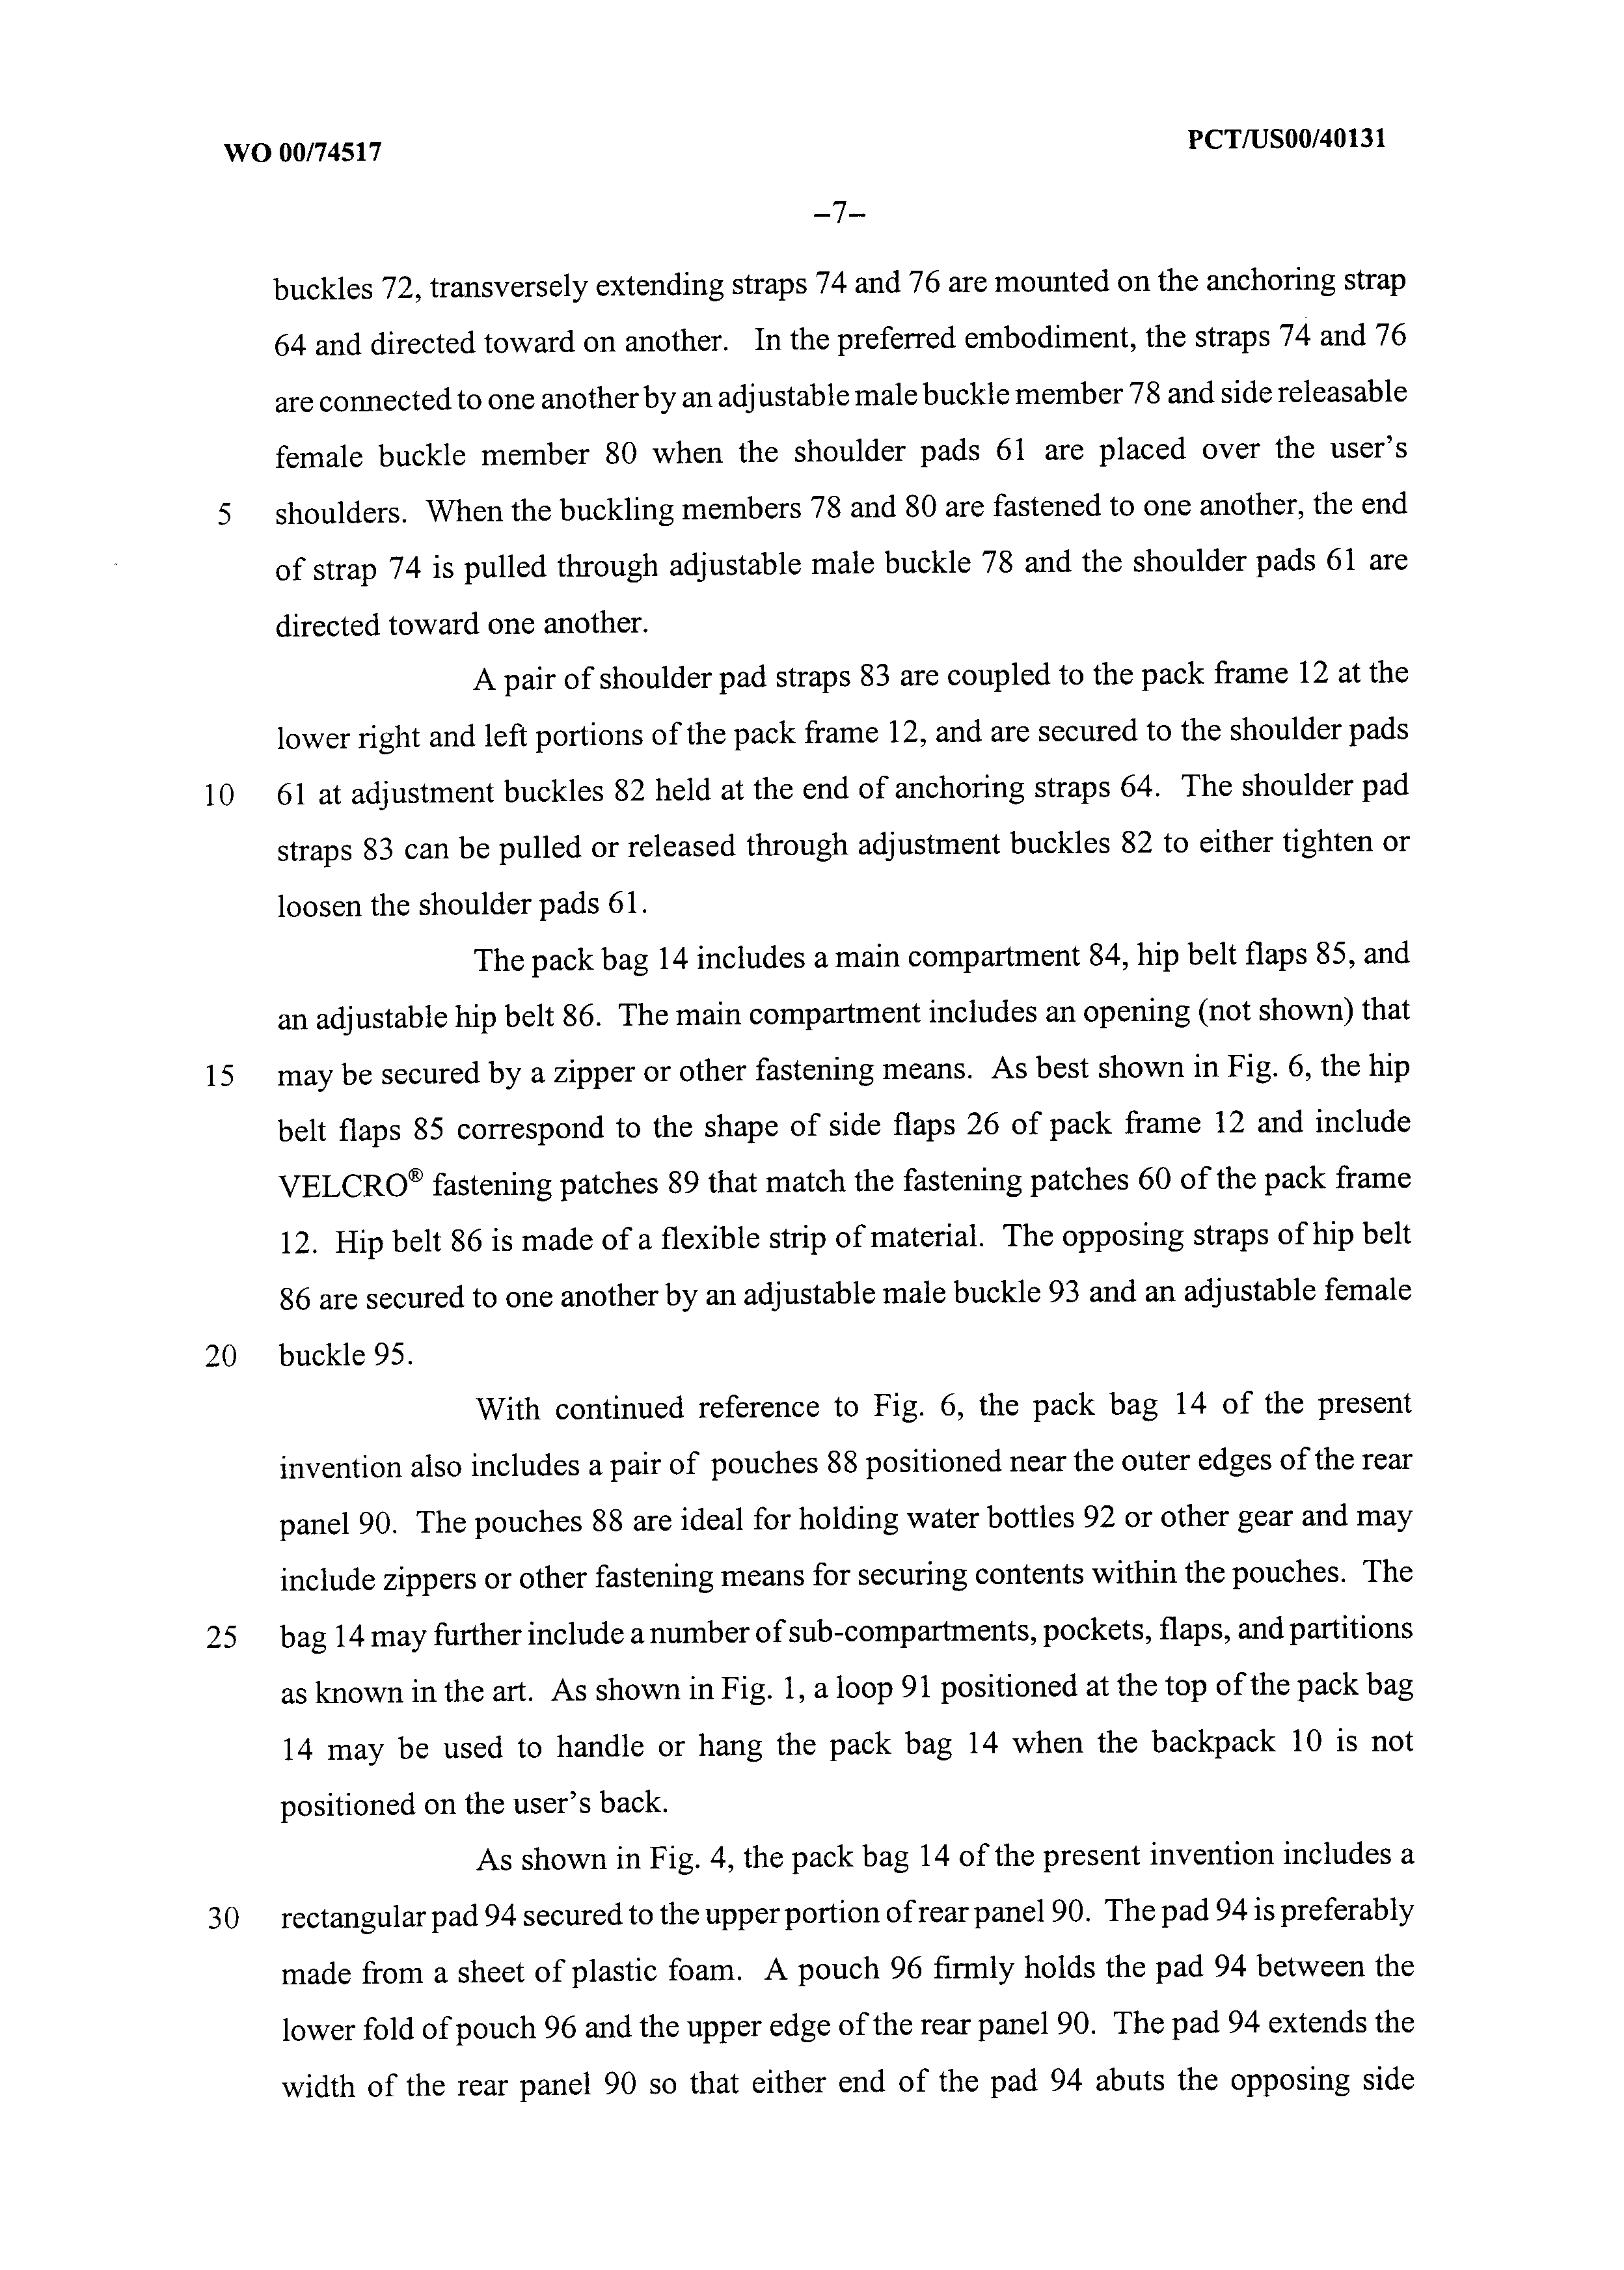 WO 00/74517
PCT/US00/40131
–7–
buckles 72, transversely extending straps 74 and 76 are mounted on the anchoring strap
64 and directed toward on another. In the preferred embodiment, the straps 74 and 76
are connected to one another by an adjustable male buckle member 78 and side releasable
female buckle member 80 when the shoulder pads 61 are placed over the user's
5 shoulders. When the buckling members 78 and 80 are fastened to one another, the end
of strap 74 is pulled through adjustable male buckle 78 and the shoulder pads 61 are
directed toward one another.
A pair of shoulder pad straps 83 are coupled to the pack frame 12 at the
lower right and left portions of the pack frame 12, and are secured to the shoulder pads
10 61 at adjustment buckles 82 held at the end of anchoring straps 64. The shoulder pad
straps 83 can be pulled or released through adjustment buckles 82 to either tighten or
loosen the shoulder pads 61.
The pack bag 14 includes a main compartment 84, hip belt flaps 85, and
an adjustable hip belt 86. The main compartment includes an opening (not shown) that
15 may be secured by a zipper or other fastening means. As best shown in Fig. 6, the hip
belt flaps 85 correspond to the shape of side flaps 26 of pack frame 12 and include
VELCRO® fastening patches 89 that match the fastening patches 60 of the pack frame
12. Hip belt 86 is made of a flexible strip of material. The opposing straps of hip belt
86 are secured to one another by an adjustable male buckle 93 and an adjustable female
20 buckle 95.
With continued reference to Fig. 6, the pack bag 14 of the present
invention also includes a pair of pouches 88 positioned near the outer edges of the rear
panel 90. The pouches 88 are ideal for holding water bottles 92 or other gear and may
include zippers or other fastening means for securing contents within the pouches. The
25 bag 14 may further include a number of sub-compartments, pockets, flaps, and partitions
as known in the art. As shown in Fig. 1, a loop 91 positioned at the top of the pack bag
14 may be used to handle or hang the pack bag 14 when the backpack 10 is not
positioned on the user's back.
As shown in Fig. 4, the pack bag 14 of the present invention includes a
30 rectangular pad 94 secured to the upper portion of rear panel 90. The pad 94 is preferably
made from a sheet of plastic foam. A pouch 96 firmly holds the pad 94 between the
lower fold of pouch 96 and the upper edge of the rear panel 90. The pad 94 extends the
width of the rear panel 90 so that either end of the pad 94 abuts the opposing side